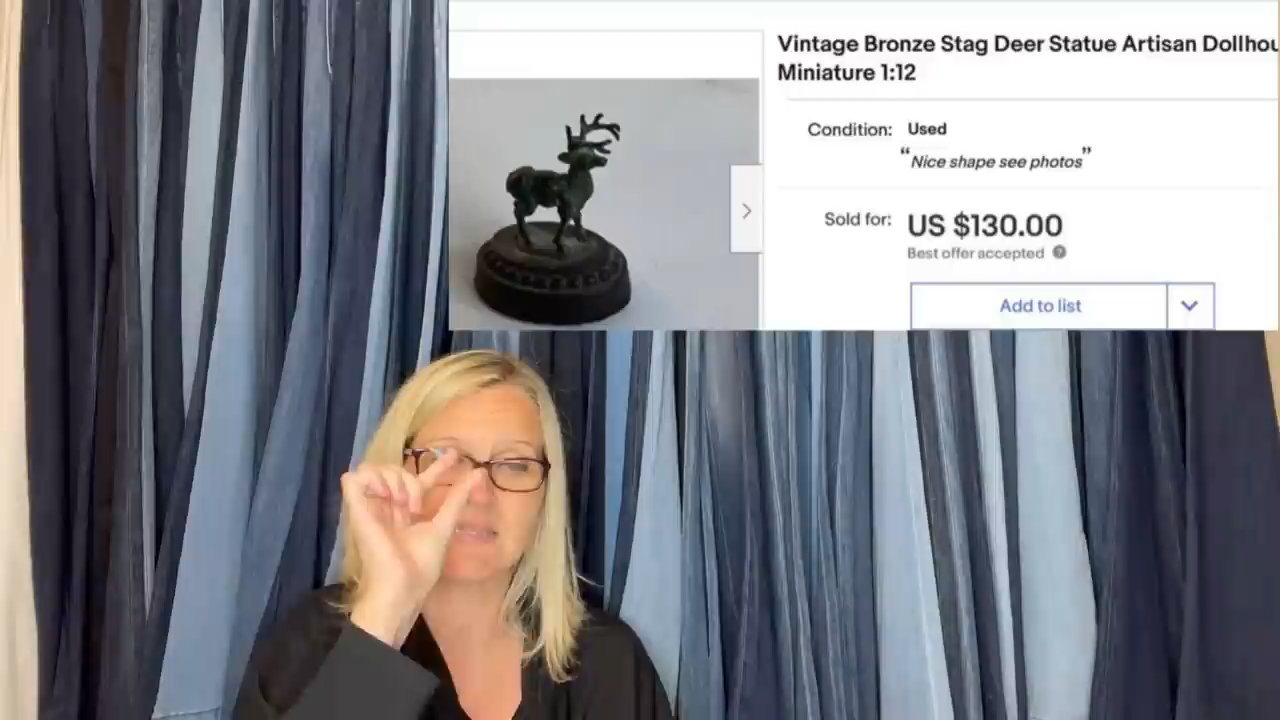 Vintage Bronze Stag Deer Statue Artisan
Miniature 1:12
Condition: Used
“Nice shape see photos”
Sold for: US $130.00
Best offer accepted
Add to list